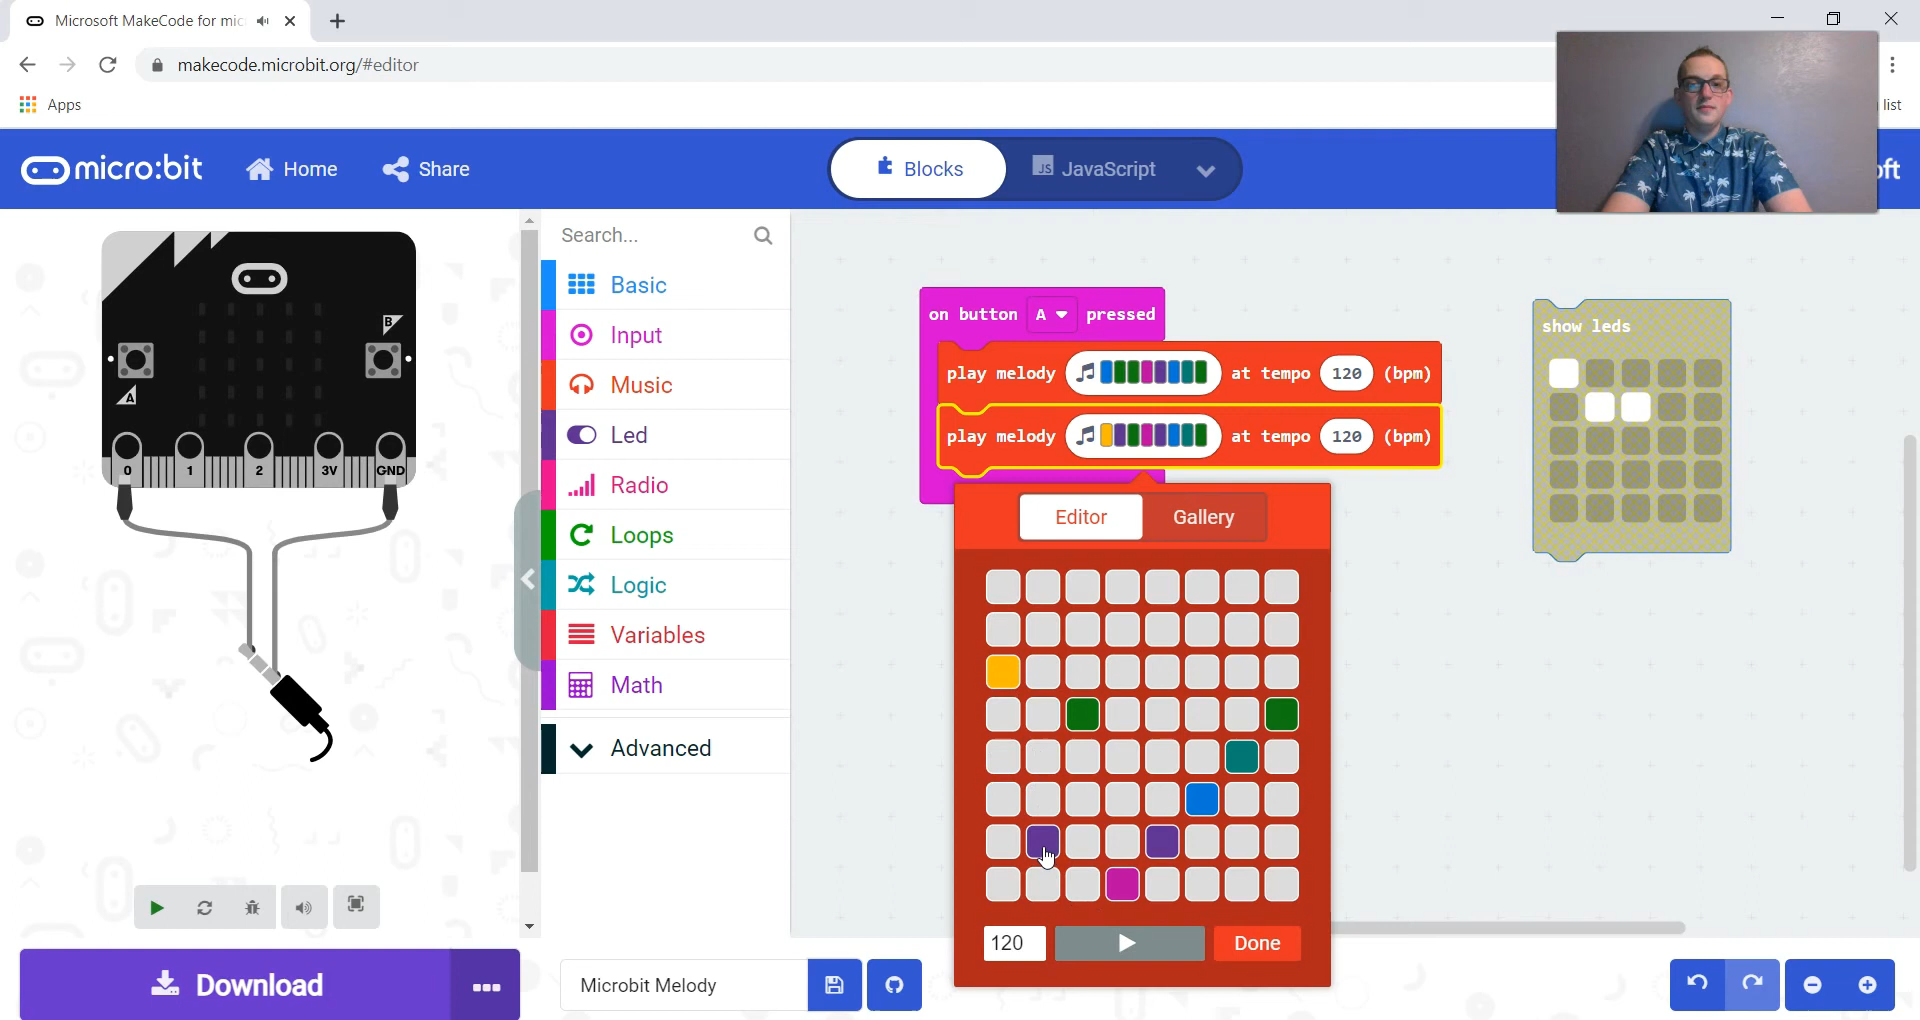 Microsoft MakeCode for mic
makecode.microbit.org/#editor
Apps
list
micro:bit
Home
Share
Blocks
JS JavaScript
oft
Search...
Basic
Input
Music
Led
Radio
Loops
Logic
Variables
Math
Advanced
B
A
0
1
2
3V
GND
on button A pressed
play melody at tempo 120 (bpm)
play melody at tempo 120 (bpm)
show leds
Editor
Gallery
120
Done
Download
Microbit Melody